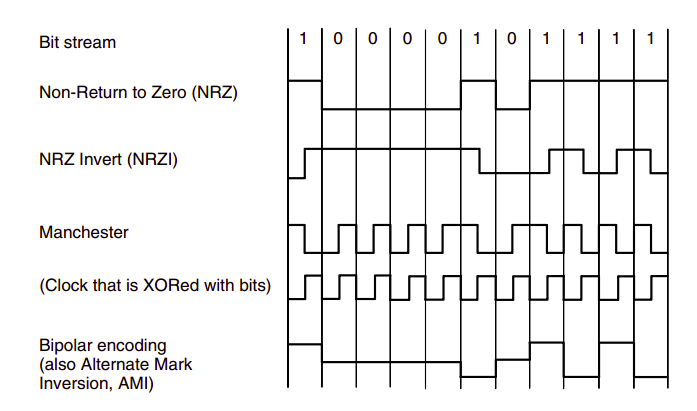 Bit stream 1 0 0 0 0 1 0 1 1 1 1
Non-Return to Zero (NRZ)
NRZ Invert (NRZI)
Manchester
(Clock that is XORed with bits)
Bipolar encoding
(also Alternate Mark
Inversion, AMI)